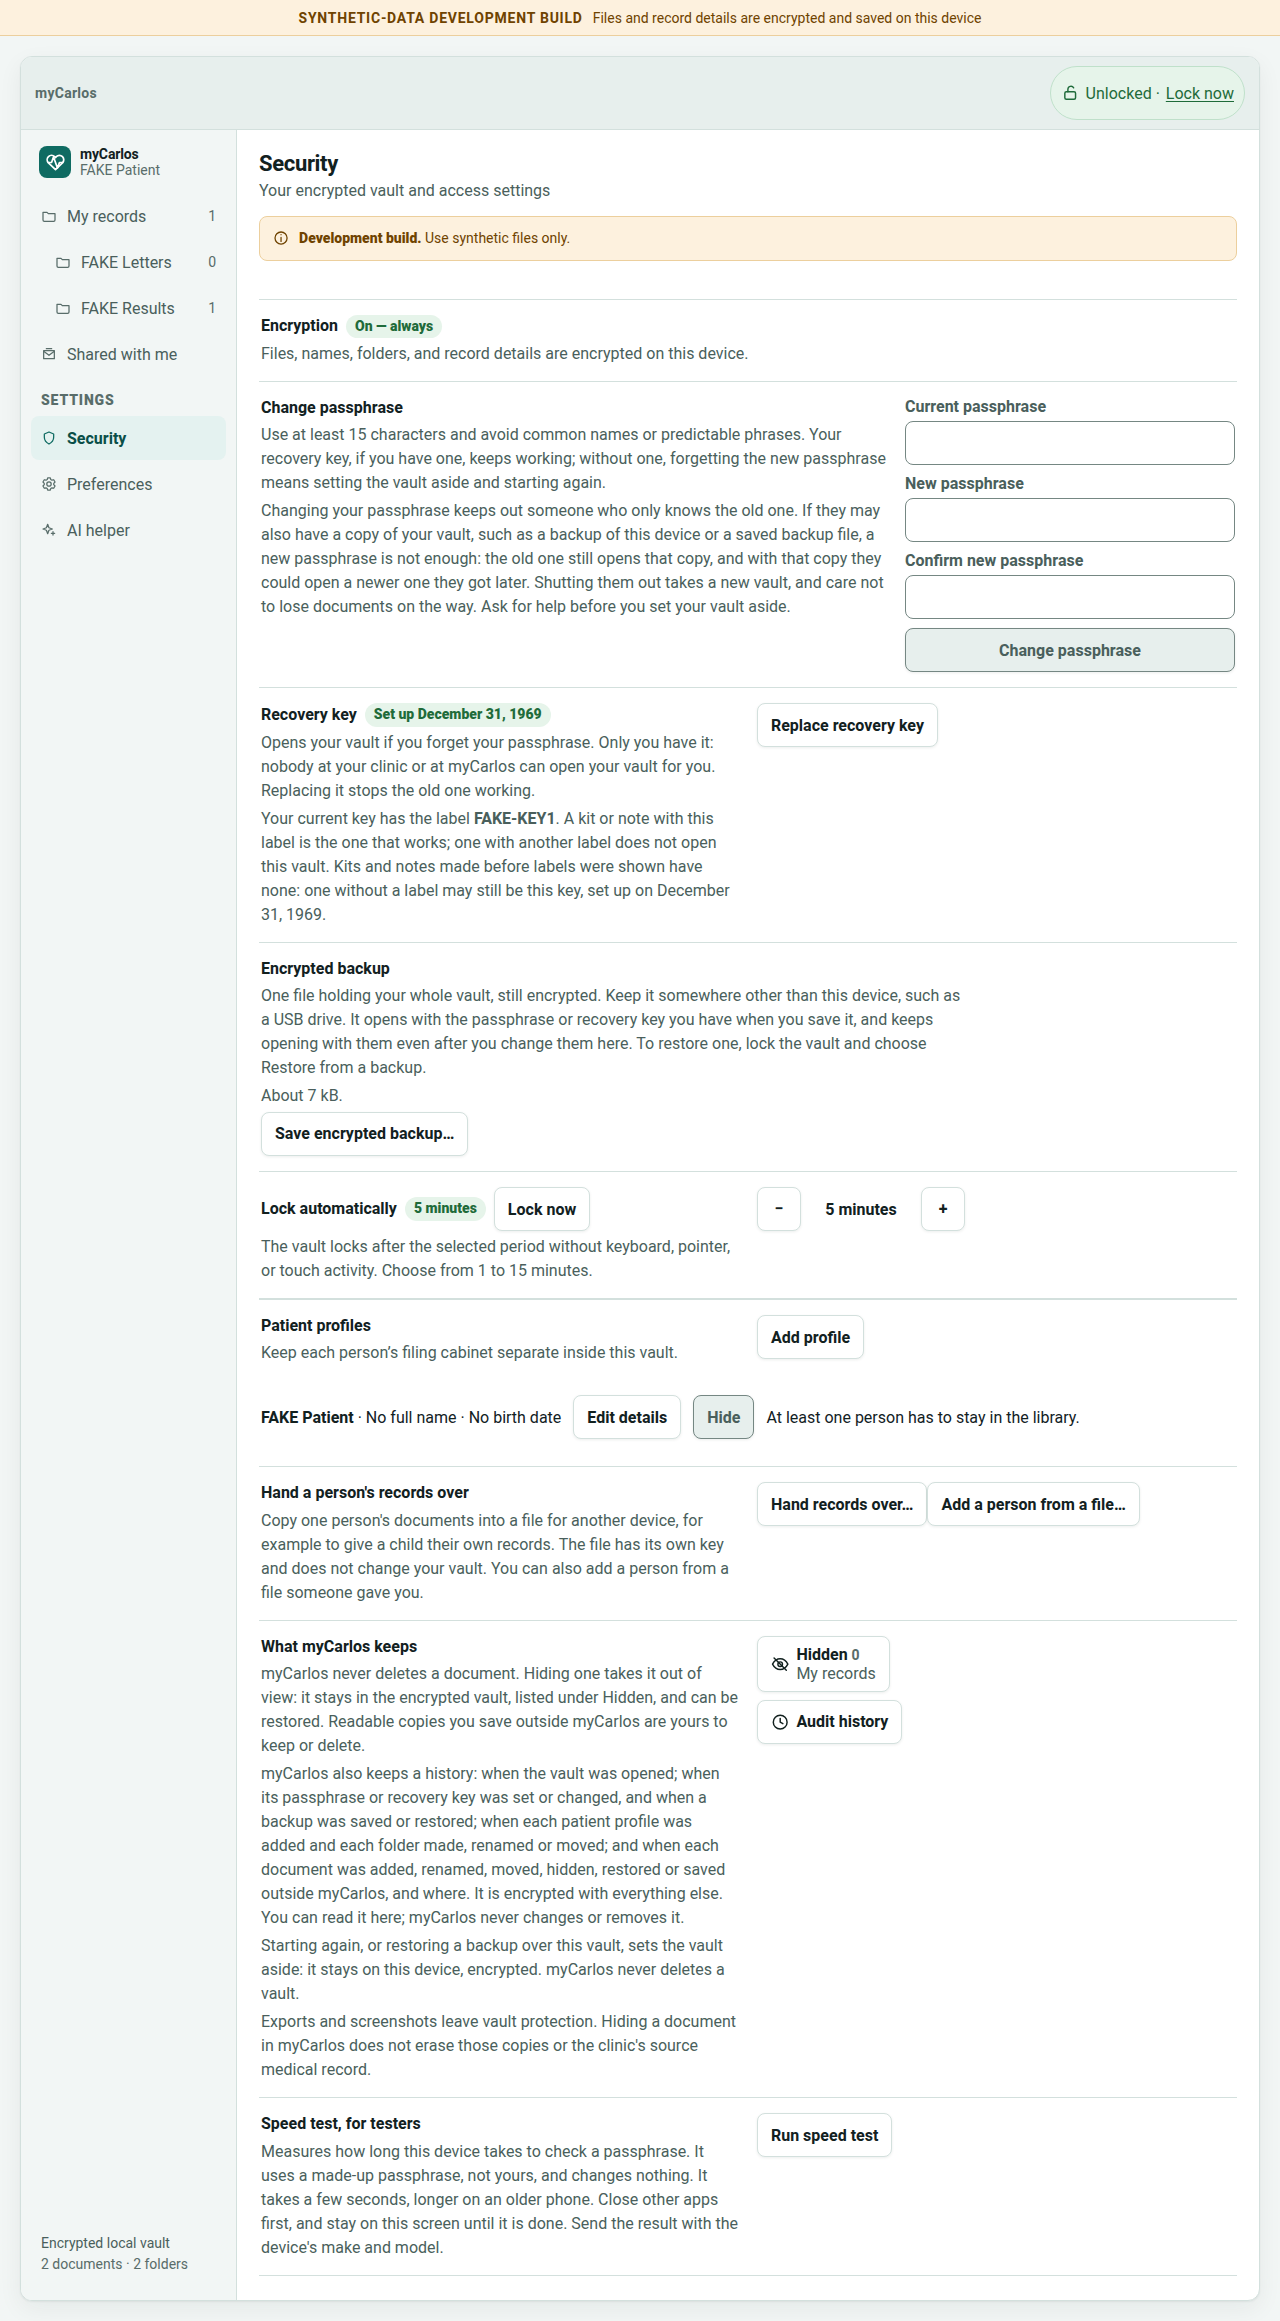 SYNTHETIC-DATA DEVELOPMENT BUILD Files and record details are encrypted and saved on this device
myCarlos
Unlocked · Lock now
myCarlos
FAKE Patient
My records 1
FAKE Letters 0
FAKE Results 1
Shared with me
SETTINGS
Security
Preferences
AI helper
Encrypted local vault
2 documents · 2 folders
Security
Your encrypted vault and access settings
Development build. Use synthetic files only.
Encryption On — always
Files, names, folders, and record details are encrypted on this device.
Change passphrase
Use at least 15 characters and avoid common names or predictable phrases. Your
recovery key, if you have one, keeps working; without one, forgetting the new passphrase
means setting the vault aside and starting again.
Changing your passphrase keeps out someone who only knows the old one. If they may
also have a copy of your vault, such as a backup of this device or a saved backup file, a
new passphrase is not enough: the old one still opens that copy, and with that copy they
could open a newer one they got later. Shutting them out takes a new vault, and care not
to lose documents on the way. Ask for help before you set your vault aside.
Current passphrase
New passphrase
Confirm new passphrase
Change passphrase
Recovery key Set up December 31, 1969
Opens your vault if you forget your passphrase. Only you have it:
nobody at your clinic or at myCarlos can open your vault for you.
Replacing it stops the old one working.
Your current key has the label FAKE-KEY1. A kit or note with this
label is the one that works; one with another label does not open
this vault. Kits and notes made before labels were shown have
none: one without a label may still be this key, set up on December
31, 1969.
Replace recovery key
Encrypted backup
One file holding your whole vault, still encrypted. Keep it somewhere other than this device, such as
a USB drive. It opens with the passphrase or recovery key you have when you save it, and keeps
opening with them even after you change them here. To restore one, lock the vault and choose
Restore from a backup.
About 7 kB.
Save encrypted backup…
Lock automatically 5 minutes Lock now
The vault locks after the selected period without keyboard, pointer,
or touch activity. Choose from 1 to 15 minutes.
− 5 minutes +
Patient profiles
Keep each person’s filing cabinet separate inside this vault.
Add profile
FAKE Patient · No full name · No birth date Edit details Hide At least one person has to stay in the library.
Hand a person's records over
Copy one person's documents into a file for another device, for
example to give a child their own records. The file has its own key
and does not change your vault. You can also add a person from a
file someone gave you.
Hand records over… Add a person from a file…
What myCarlos keeps
myCarlos never deletes a document. Hiding one takes it out of
view: it stays in the encrypted vault, listed under Hidden, and can be
restored. Readable copies you save outside myCarlos are yours to
keep or delete.
myCarlos also keeps a history: when the vault was opened; when
its passphrase or recovery key was set or changed, and when a
backup was saved or restored; when each patient profile was
added and each folder made, renamed or moved; and when each
document was added, renamed, moved, hidden, restored or saved
outside myCarlos, and where. It is encrypted with everything else.
You can read it here; myCarlos never changes or removes it.
Starting again, or restoring a backup over this vault, sets the vault
aside: it stays on this device, encrypted. myCarlos never deletes a
vault.
Exports and screenshots leave vault protection. Hiding a document
in myCarlos does not erase those copies or the clinic's source
medical record.
Hidden 0
My records
Audit history
Speed test, for testers
Measures how long this device takes to check a passphrase. It
uses a made-up passphrase, not yours, and changes nothing. It
takes a few seconds, longer on an older phone. Close other apps
first, and stay on this screen until it is done. Send the result with the
device's make and model.
Run speed test